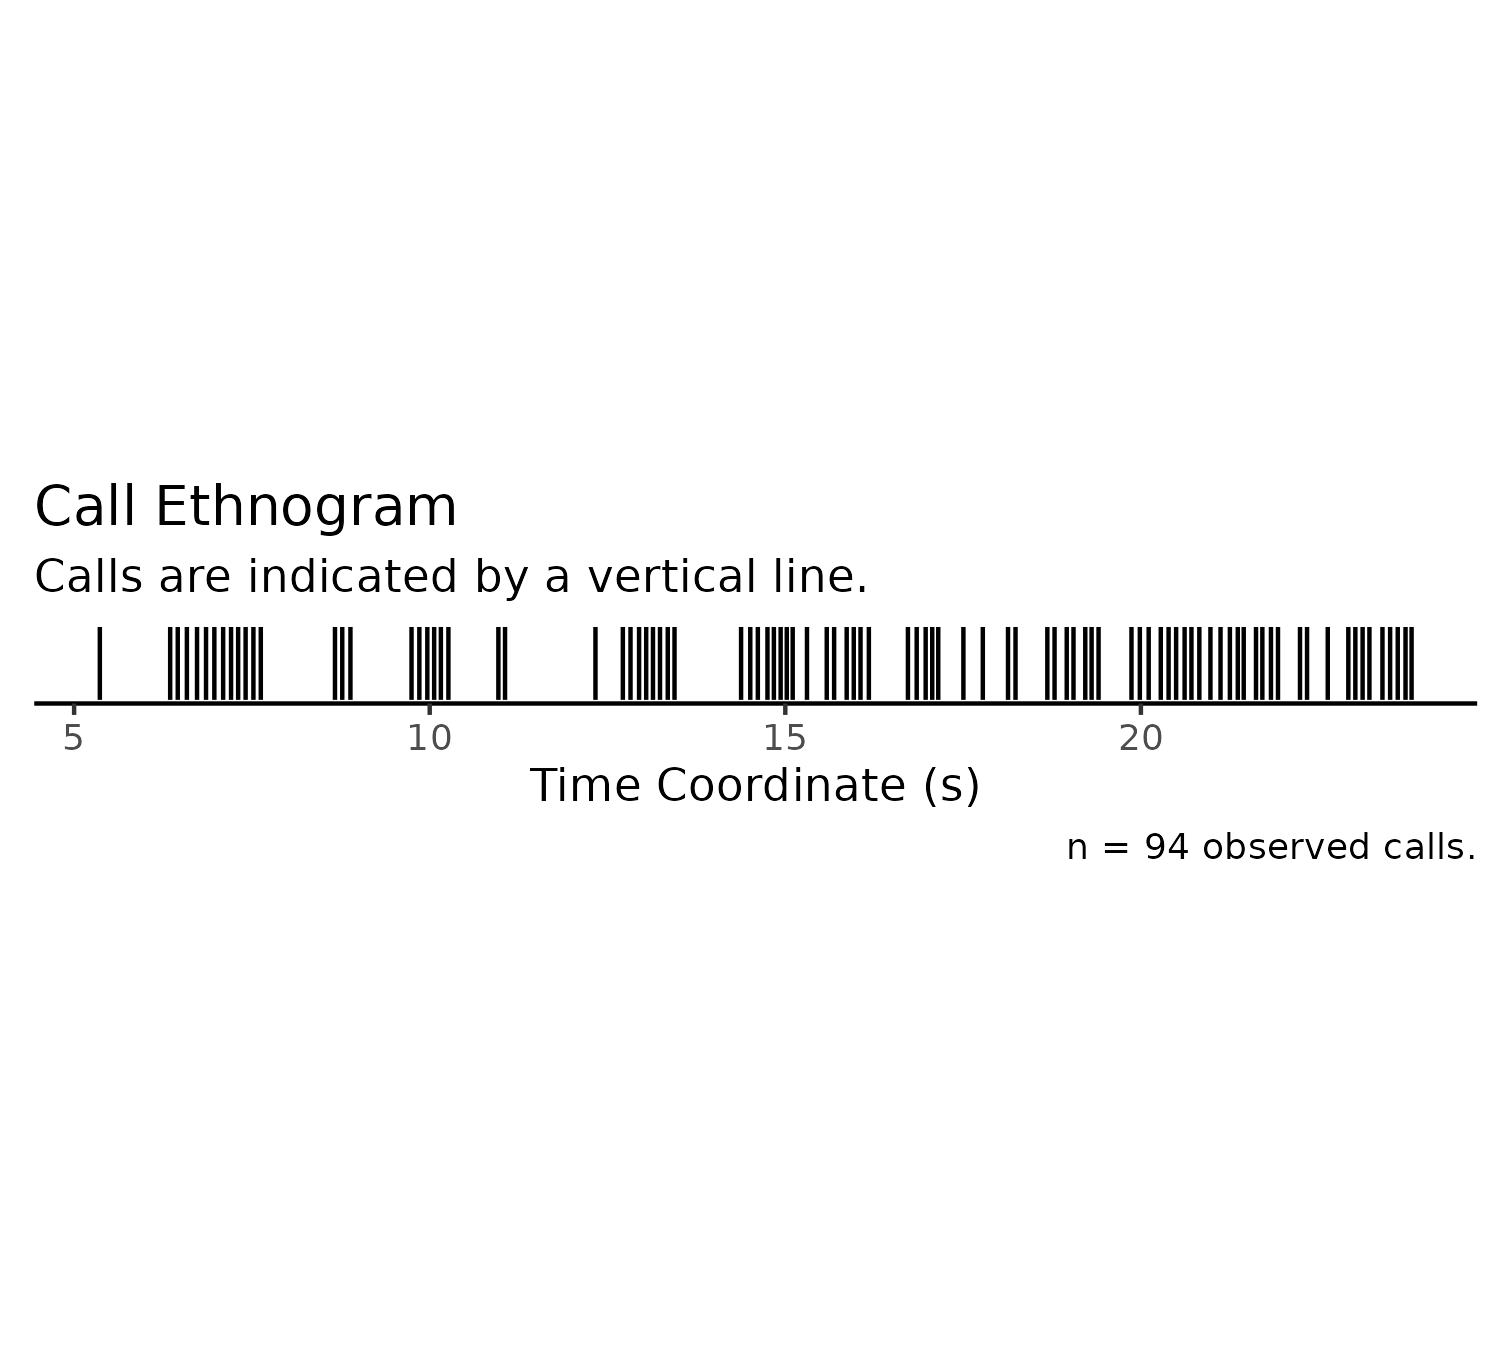 Call Ethnogram
Calls are indicated by a vertical line.
5 10 15 20
Time Coordinate (s)
n = 94 observed calls.